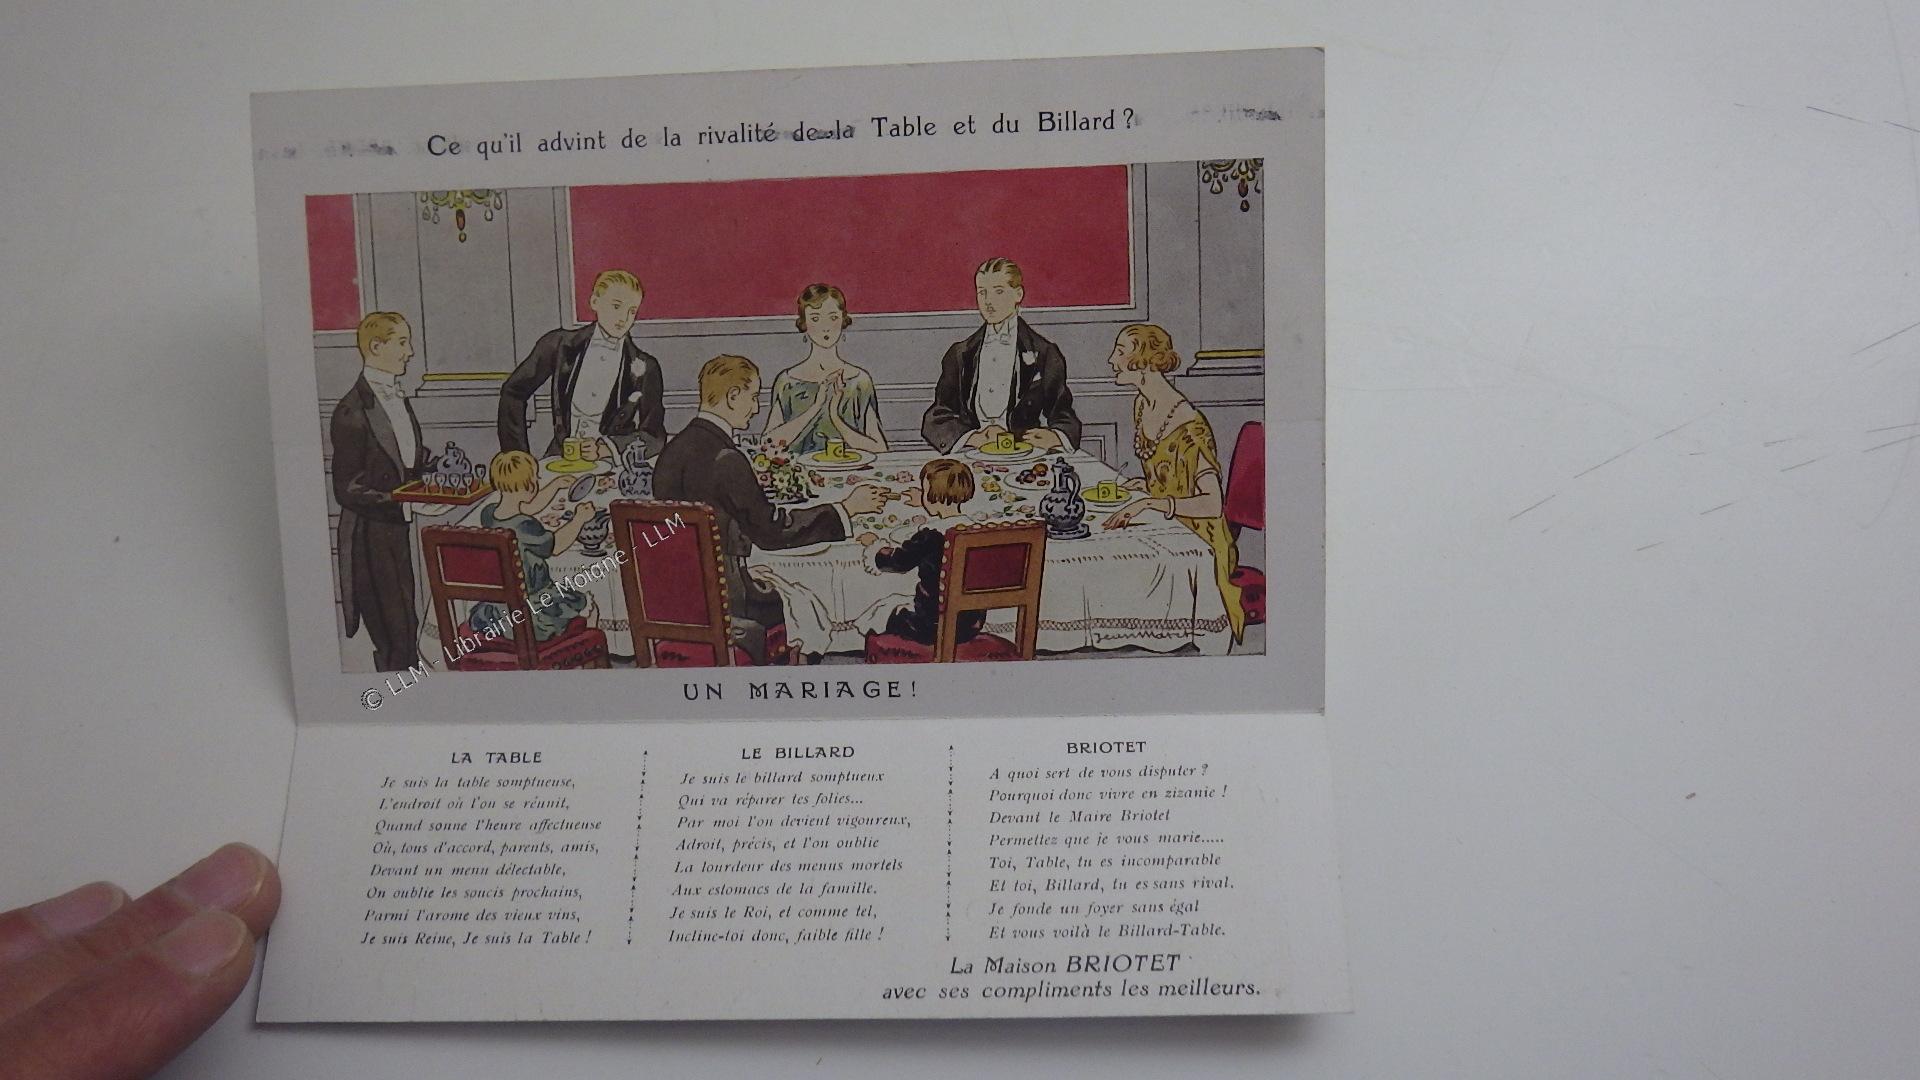 Ce qu'il advint de la rivalité de la Table et du Billard ?
Jean Maret
© LLM - Librairie Le Moigne - LLM
UN MARIAGE !
LA TABLE
Je suis la table somptueuse,
L'endroit où l'on se réunit,
Quand sonne l'heure affectueuse
Où, tous d'accord, parents, amis,
Devant un menu délectable,
On oublie les soucis prochains,
Parmi l'arome des vieux vins,
Je suis Reine, Je suis la Table !
LE BILLARD
Je suis le billard somptueux
Qui va réparer tes folies...
Par moi l'on devient vigoureux,
Adroit, précis, et l'on oublie
La lourdeur des menus mortels
Aux estomacs de la famille.
Je suis le Roi, et comme tel,
Incline-toi donc, faible fille !
BRIOTET
A quoi sert de vous disputer ?
Pourquoi donc vivre en zizanie !
Devant le Maire Briotet
Permettez que je vous marie.....
Toi, Table, tu es incomparable
Et toi, Billard, tu es sans rival.
Je fonde un foyer sans égal
Et vous voilà le Billard-Table.
La Maison BRIOTET
avec ses compliments les meilleurs.